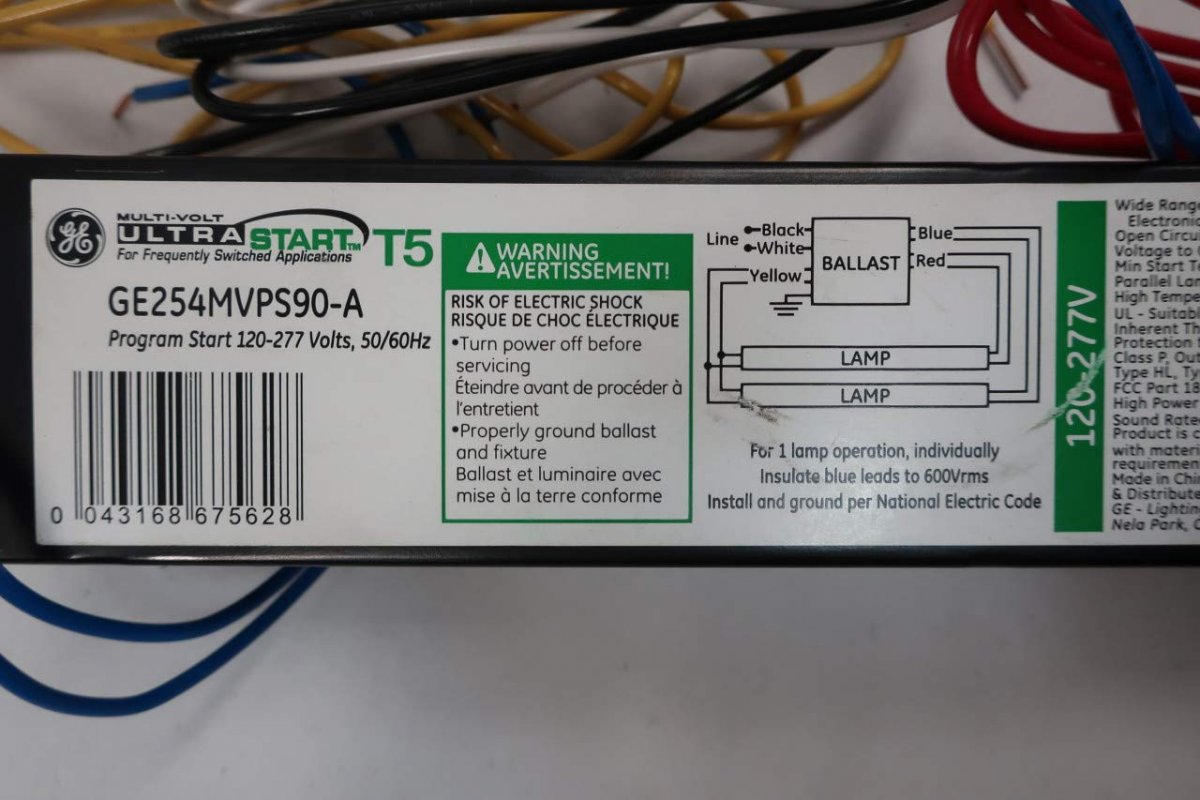 GE
MULTI-VOLT
ULTRASTART™ T5
For Frequently Switched Applications
GE254MVPS90-A
Program Start 120-277 Volts, 50/60Hz
0 043168 675628
WARNING
AVERTISSEMENT!
RISK OF ELECTRIC SHOCK
RISQUE DE CHOC ÉLECTRIQUE
•Turn power off before
servicing
Éteindre avant de procéder à
l'entretient
•Properly ground ballast
and fixture
Ballast et luminaire avec
mise à la terre conforme
Line
Black
White
Yellow
BALLAST
Blue
Red
LAMP
LAMP
For 1 lamp operation, individually
Insulate blue leads to 600Vrms
Install and ground per National Electric Code
120-277V
Wide Range
Electronic
Open Circu
Voltage to
Min Start T
Parallel La
High Tempe
UL - Suitab
Inherent Th
Protection
Class P, Ou
Type HL, Ty
FCC Part 18
High Power
Sound Rate
Product is c
with materi
requiremen
Made in Chi
& Distribute
GE - Lightin
Nela Park,